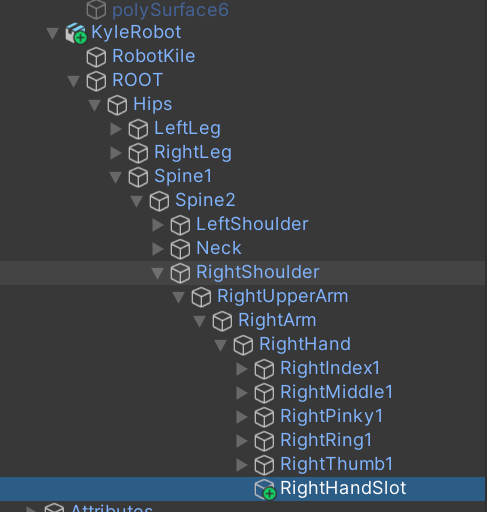 polySurface6
KyleRobot
RobotKile
ROOT
Hips
LeftLeg
RightLeg
Spine1
Spine2
LeftShoulder
Neck
RightShoulder
RightUpperArm
RightArm
RightHand
RightIndex1
RightMiddle1
RightPinky1
RightRing1
RightThumb1
RightHandSlot
Attributes